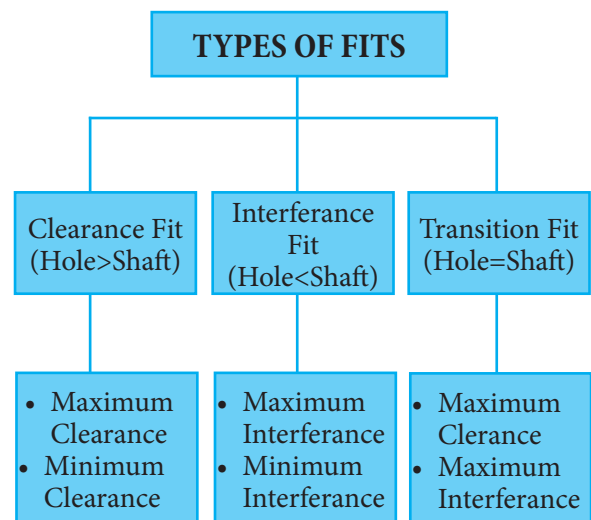 TYPES OF FITS
Clearance Fit
(Hole>Shaft)
Interferance
Fit
(Hole<Shaft)
Transition Fit
(Hole=Shaft)
• Maximum
Clearance
• Minimum
Clearance
• Maximum
Interferance
• Minimum
Interferance
• Maximum
Clerance
• Maximum
Interferance